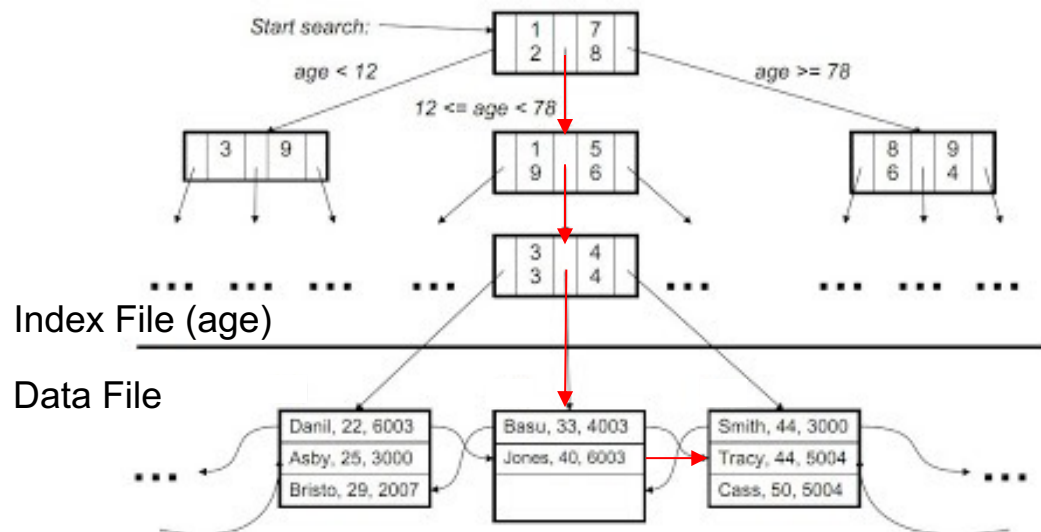 Start search:
1 7
2 8
age < 12
age >= 78
12 <= age < 78
3 9
1 5
9 6
8 9
6 4
3 4
3 4
... ... ... ... ... ... ... ...
Index File (age)
Data File
Danil, 22, 6003
Asby, 25, 3000
Bristo, 29, 2007
Basu, 33, 4003
Jones, 40, 6003
Smith, 44, 3000
Tracy, 44, 5004
Cass, 50, 5004
... ...